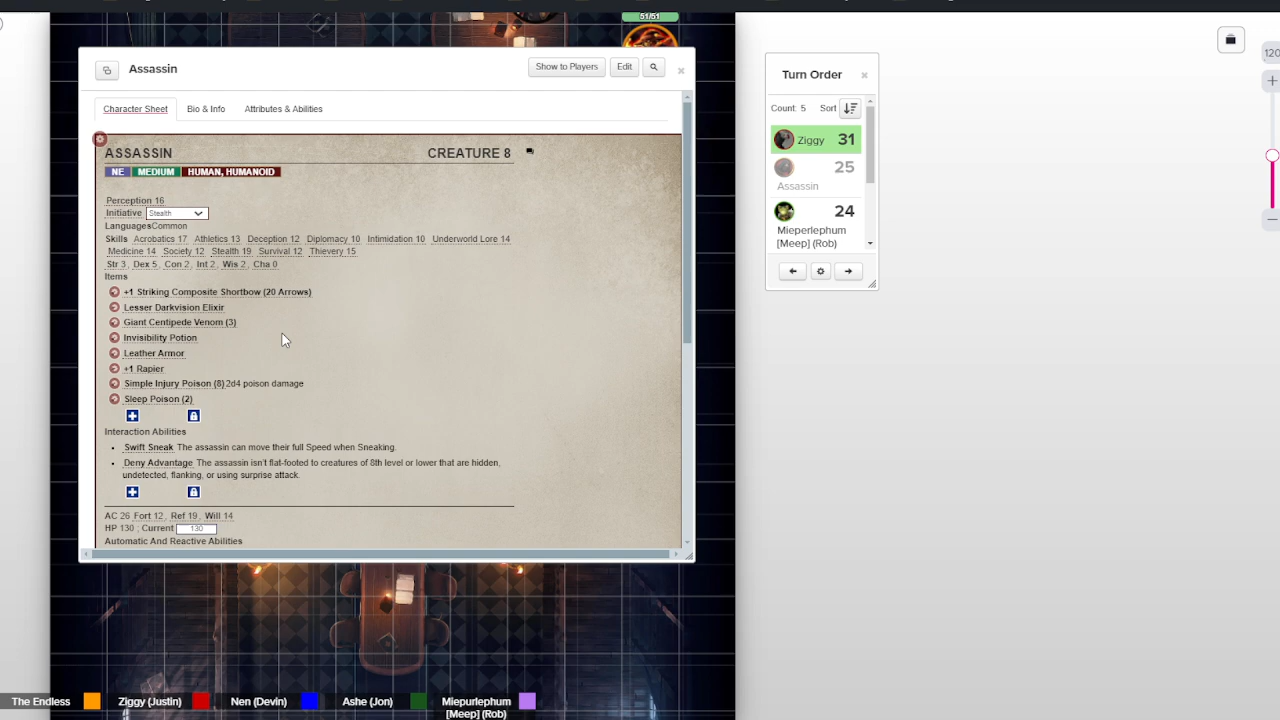 51/51
Assassin
Show to Players
Edit
Character Sheet
Bio & Info
Attributes & Abilities
ASSASSIN
CREATURE 8
NE MEDIUM HUMAN, HUMANOID
Perception 16
Initiative Stealth
LanguagesCommon
Skills Acrobatics 17 Athletics 13 Deception 12 Diplomacy 10 Intimidation 10 Underworld Lore 14
Medicine 14 Society 12 Stealth 19 Survival 12 Thievery 15
Str 3, Dex 5, Con 2, Int 2, Wis 2, Cha 0
Items
+1 Striking Composite Shortbow (20 Arrows)
Lesser Darkvision Elixir
Giant Centipede Venom (3)
Invisibility Potion
Leather Armor
+1 Rapier
Simple Injury Poison (8) 2d4 poison damage
Sleep Poison (2)
Interaction Abilities
Swift Sneak The assassin can move their full Speed when Sneaking.
Deny Advantage The assassin isn't flat-footed to creatures of 8th level or lower that are hidden,
undetected, flanking, or using surprise attack.
AC 26 Fort 12, Ref 19, Will 14
HP 130 ; Current 130
Automatic And Reactive Abilities
Turn Order
Count: 5 Sort
Ziggy 31
25
Assassin
24
Mieperlephum
[Meep] (Rob)
120
The Endless
Ziggy (Justin)
Nen (Devin)
Ashe (Jon)
Miepurlephum
[Meep] (Rob)